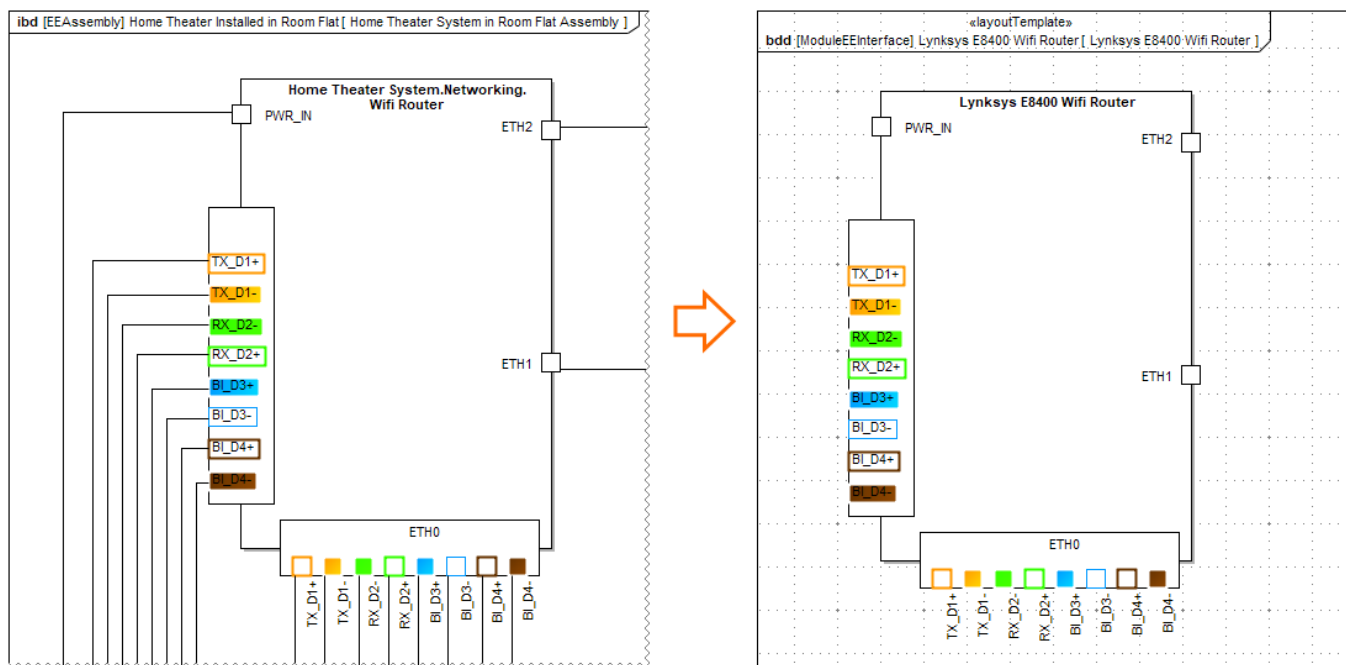 ibd [EEAssembly] Home Theater Installed in Room Flat [ Home Theater System in Room Flat Assembly ]
Home Theater System.Networking.
Wifi Router
PWR_IN
ETH2
TX_D1+
TX_D1-
RX_D2-
RX_D2+
ETH1
BI_D3+
BI_D3-
BI_D4+
BI_D4-
ETH0
TX_D1+
TX_D1-
RX_D2-
RX_D2+
BI_D3+
BI_D3-
BI_D4+
BI_D4-
«layoutTemplate»
bdd [ModuleEEInterface] Lynksys E8400 Wifi Router [ Lynksys E8400 Wifi Router ]
Lynksys E8400 Wifi Router
PWR_IN
ETH2
TX_D1+
TX_D1-
RX_D2-
RX_D2+
ETH1
BI_D3+
BI_D3-
BI_D4+
BI_D4-
ETH0
TX_D1+
TX_D1-
RX_D2-
RX_D2+
BI_D3+
BI_D3-
BI_D4+
BI_D4-